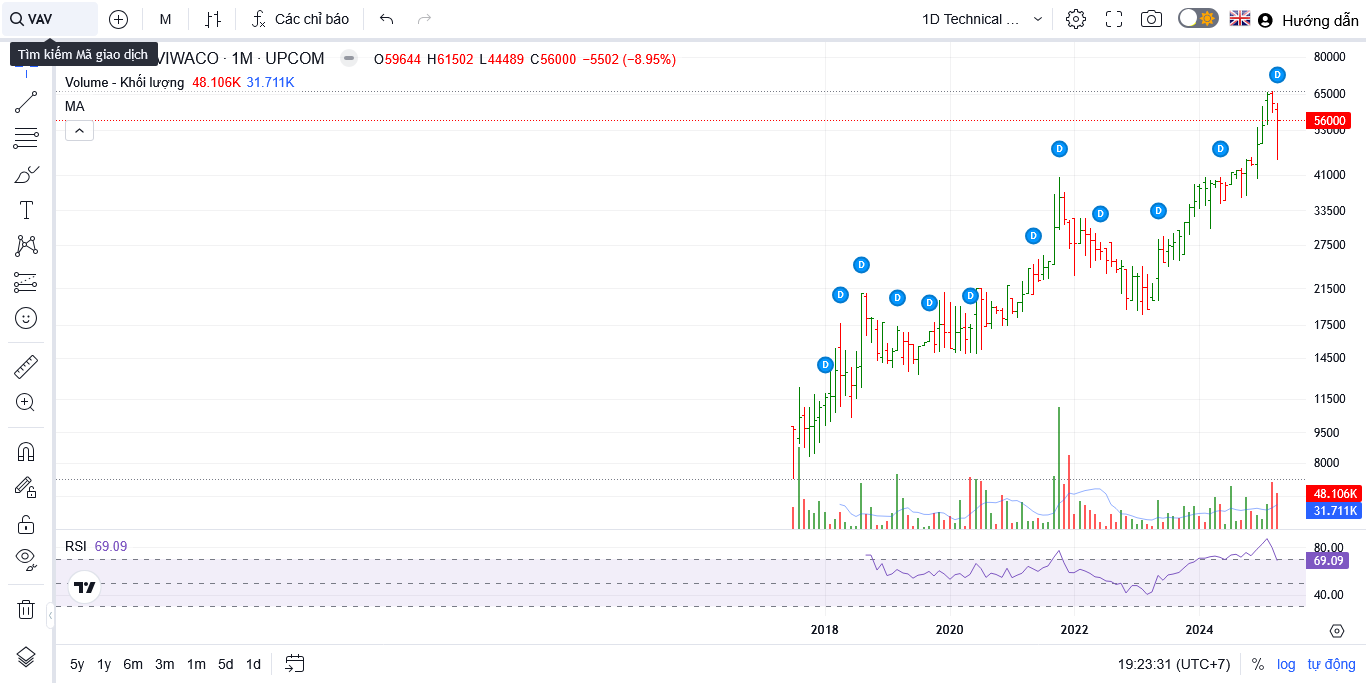 VAV M Các chỉ báo 1D Technical ... Hướng dẫn
Tìm kiếm Mã giao dịch
VIWACO · 1M · UPCOM O59644 H61502 L44489 C56000 −5502 (−8.95%)
Volume - Khối lượng 48.106K 31.711K
MA
80000
65000
56000
53000
41000
33500
27500
21500
17500
14500
11500
9500
8000
48.106K
31.711K
D
D
D
D
D
D
D
D
D
D
D
D
RSI 69.09
80.00
69.09
40.00
2018 2020 2022 2024
5y 1y 6m 3m 1m 5d 1d 19:23:31 (UTC+7) % log tự động